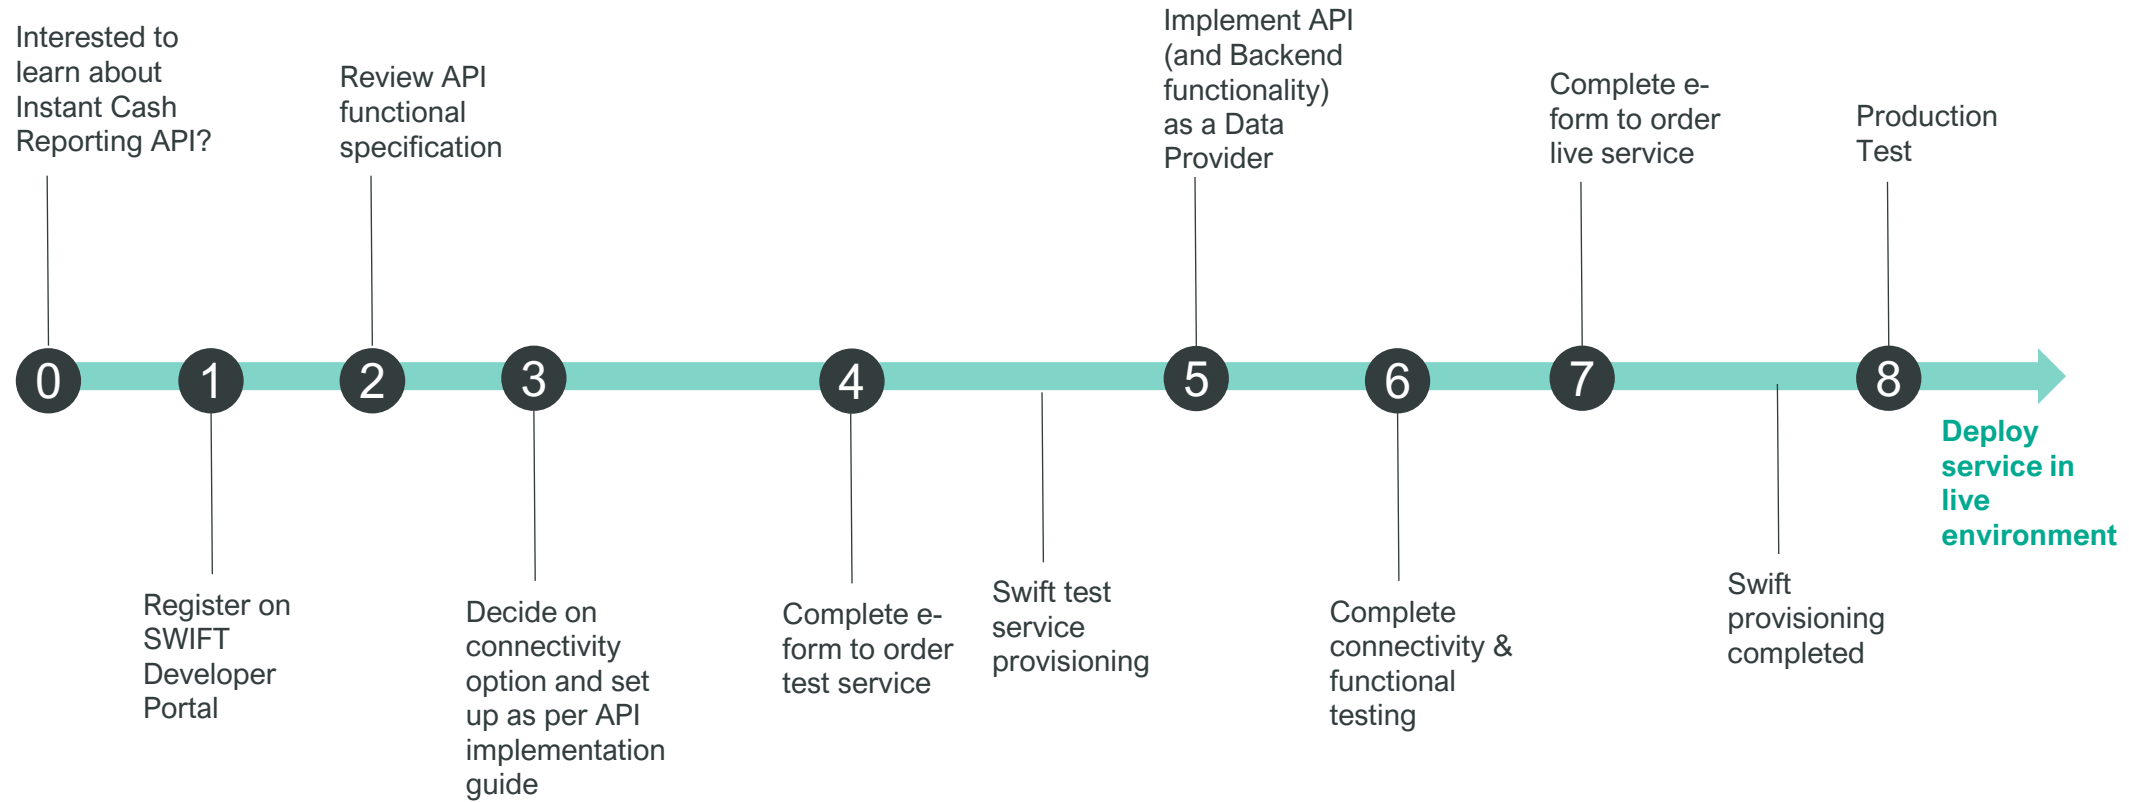 Interested to
learn about
Instant Cash
Reporting API?
Review API
functional
specification
Implement API
(and Backend
functionality)
as a Data
Provider
Complete e-
form to order
live service
Production
Test
0
1
2
3
4
5
6
7
8
Deploy
service in
live
environment
Register on
SWIFT
Developer
Portal
Decide on
connectivity
option and set
up as per API
implementation
guide
Complete e-
form to order
test service
Swift test
service
provisioning
Complete
connectivity &
functional
testing
Swift
provisioning
completed